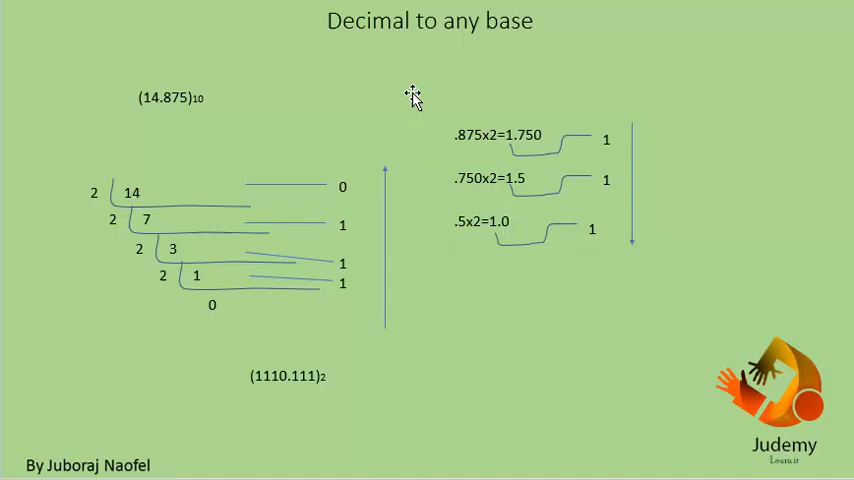 Decimal to any base
(14.875)10
2 14 0
2 7 1
2 3 1
2 1 1
0
.875x2=1.750 1
.750x2=1.5 1
.5x2=1.0 1
(1110.111)2
By Juboraj Naofel
Judemy
Learn it